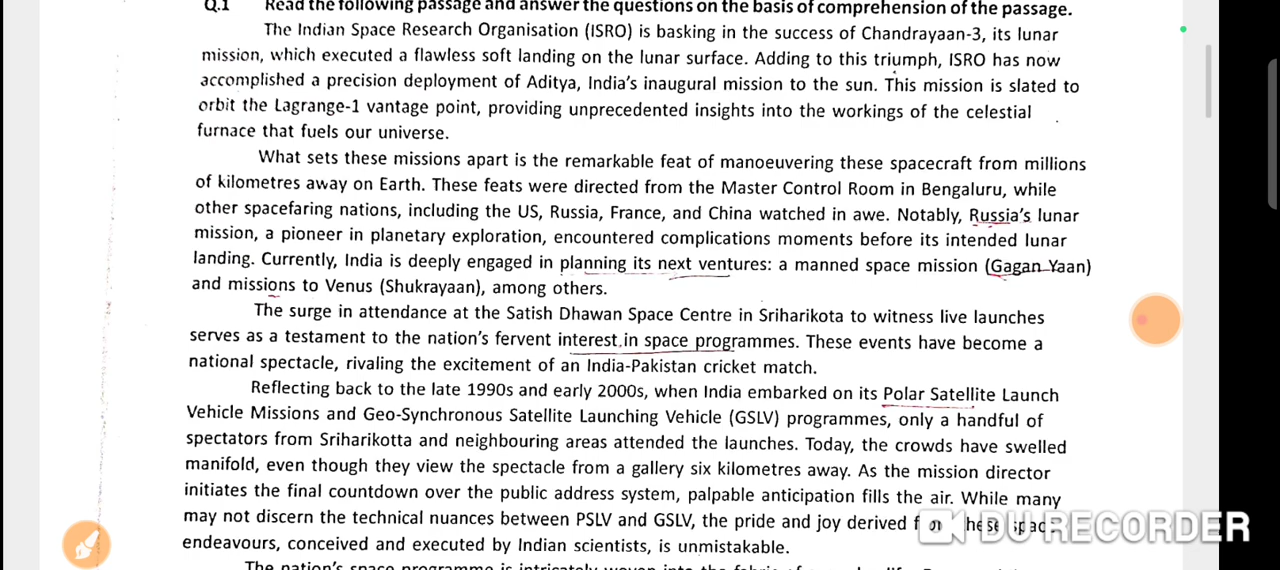 Q.1 Read the following passage and answer the questions on the basis of comprehension of the passage.
The Indian Space Research Organisation (ISRO) is basking in the success of Chandrayaan-3, its lunar
mission, which executed a flawless soft landing on the lunar surface. Adding to this triumph, ISRO has now
accomplished a precision deployment of Aditya, India's inaugural mission to the sun. This mission is slated to
orbit the Lagrange-1 vantage point, providing unprecedented insights into the workings of the celestial
furnace that fuels our universe.
What sets these missions apart is the remarkable feat of manoeuvering these spacecraft from millions
of kilometres away on Earth. These feats were directed from the Master Control Room in Bengaluru, while
other spacefaring nations, including the US, Russia, France, and China watched in awe. Notably, Russia's lunar
mission, a pioneer in planetary exploration, encountered complications moments before its intended lunar
landing. Currently, India is deeply engaged in planning its next ventures: a manned space mission (Gagan Yaan)
and missions to Venus (Shukrayaan), among others.
The surge in attendance at the Satish Dhawan Space Centre in Sriharikota to witness live launches
serves as a testament to the nation's fervent interest in space programmes. These events have become a
national spectacle, rivaling the excitement of an India-Pakistan cricket match.
Reflecting back to the late 1990s and early 2000s, when India embarked on its Polar Satellite Launch
Vehicle Missions and Geo-Synchronous Satellite Launching Vehicle (GSLV) programmes, only a handful of
spectators from Sriharikotta and neighbouring areas attended the launches. Today, the crowds have swelled
manifold, even though they view the spectacle from a gallery six kilometres away. As the mission director
initiates the final countdown over the public address system, palpable anticipation fills the air. While many
may not discern the technical nuances between PSLV and GSLV, the pride and joy derived
endeavours, conceived and executed by Indian scientists, is unmistakable.
The nation's space programme is intricately woven into the fabric of
DU RECORDER